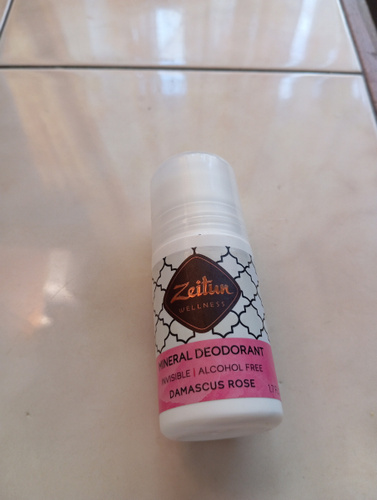 Zeitun
WELLNESS
MINERAL DEODORANT
INVISIBLE | ALCOHOL FREE
DAMASCUS ROSE